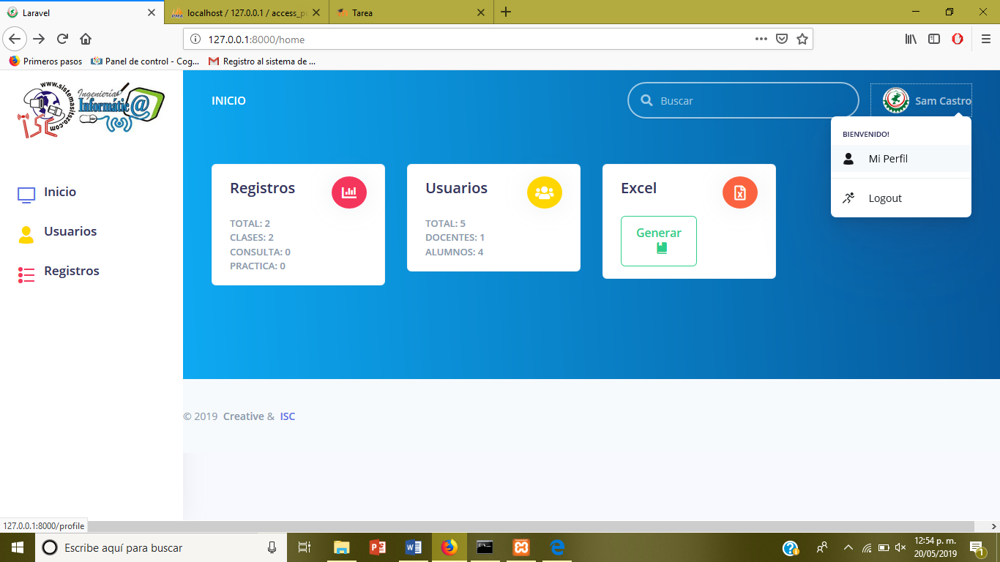 Laravel
localhost / 127.0.0.1 / access_p
Tarea
127.0.0.1:8000/home
Primeros pasos
Panel de control - Cog...
Registro al sistema de ...
www.sistemasitszo.com
ISC
Ingeniería
Informátic@
INICIO
Buscar
Sam Castro
BIENVENIDO!
Mi Perfil
Logout
Inicio
Usuarios
Registros
Registros
TOTAL: 2
CLASES: 2
CONSULTA: 0
PRACTICA: 0
Usuarios
TOTAL: 5
DOCENTES: 1
ALUMNOS: 4
Excel
Generar
© 2019 Creative & ISC
127.0.0.1:8000/profile
Escribe aquí para buscar
12:54 p. m.
20/05/2019
1